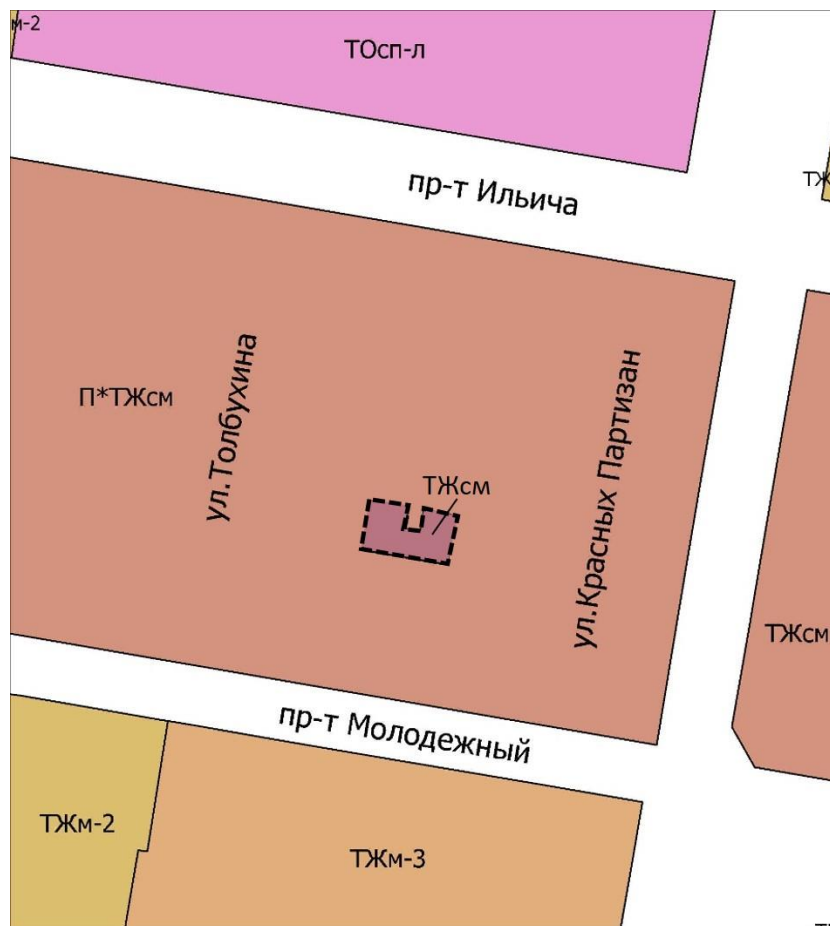 м-2
ТОсп-л
пр-т Ильича
ТЖ
П*ТЖсм
ул.Толбухина
ТЖсм
ул.Красных Партизан
ТЖсм
пр-т Молодежный
ТЖм-2
ТЖм-3